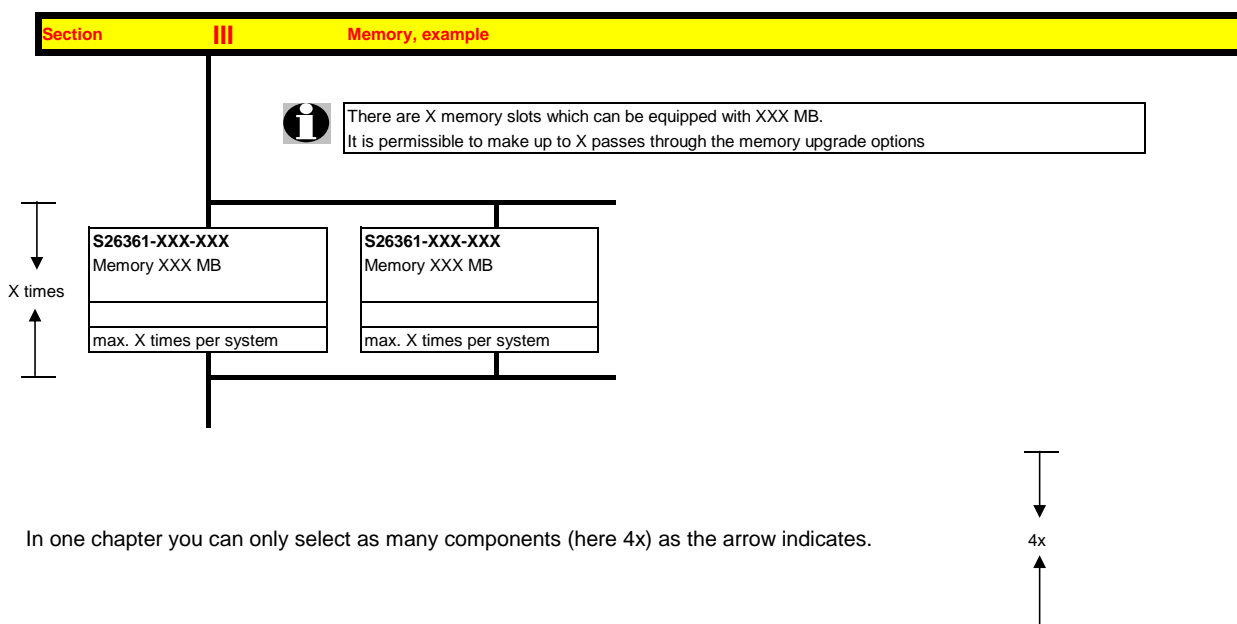 Section III Memory, example
There are X memory slots which can be equipped with XXX MB.
It is permissible to make up to X passes through the memory upgrade options
S26361-XXX-XXX
Memory XXX MB
max. X times per system
S26361-XXX-XXX
Memory XXX MB
max. X times per system
X times
In one chapter you can only select as many components (here 4x) as the arrow indicates.
4x